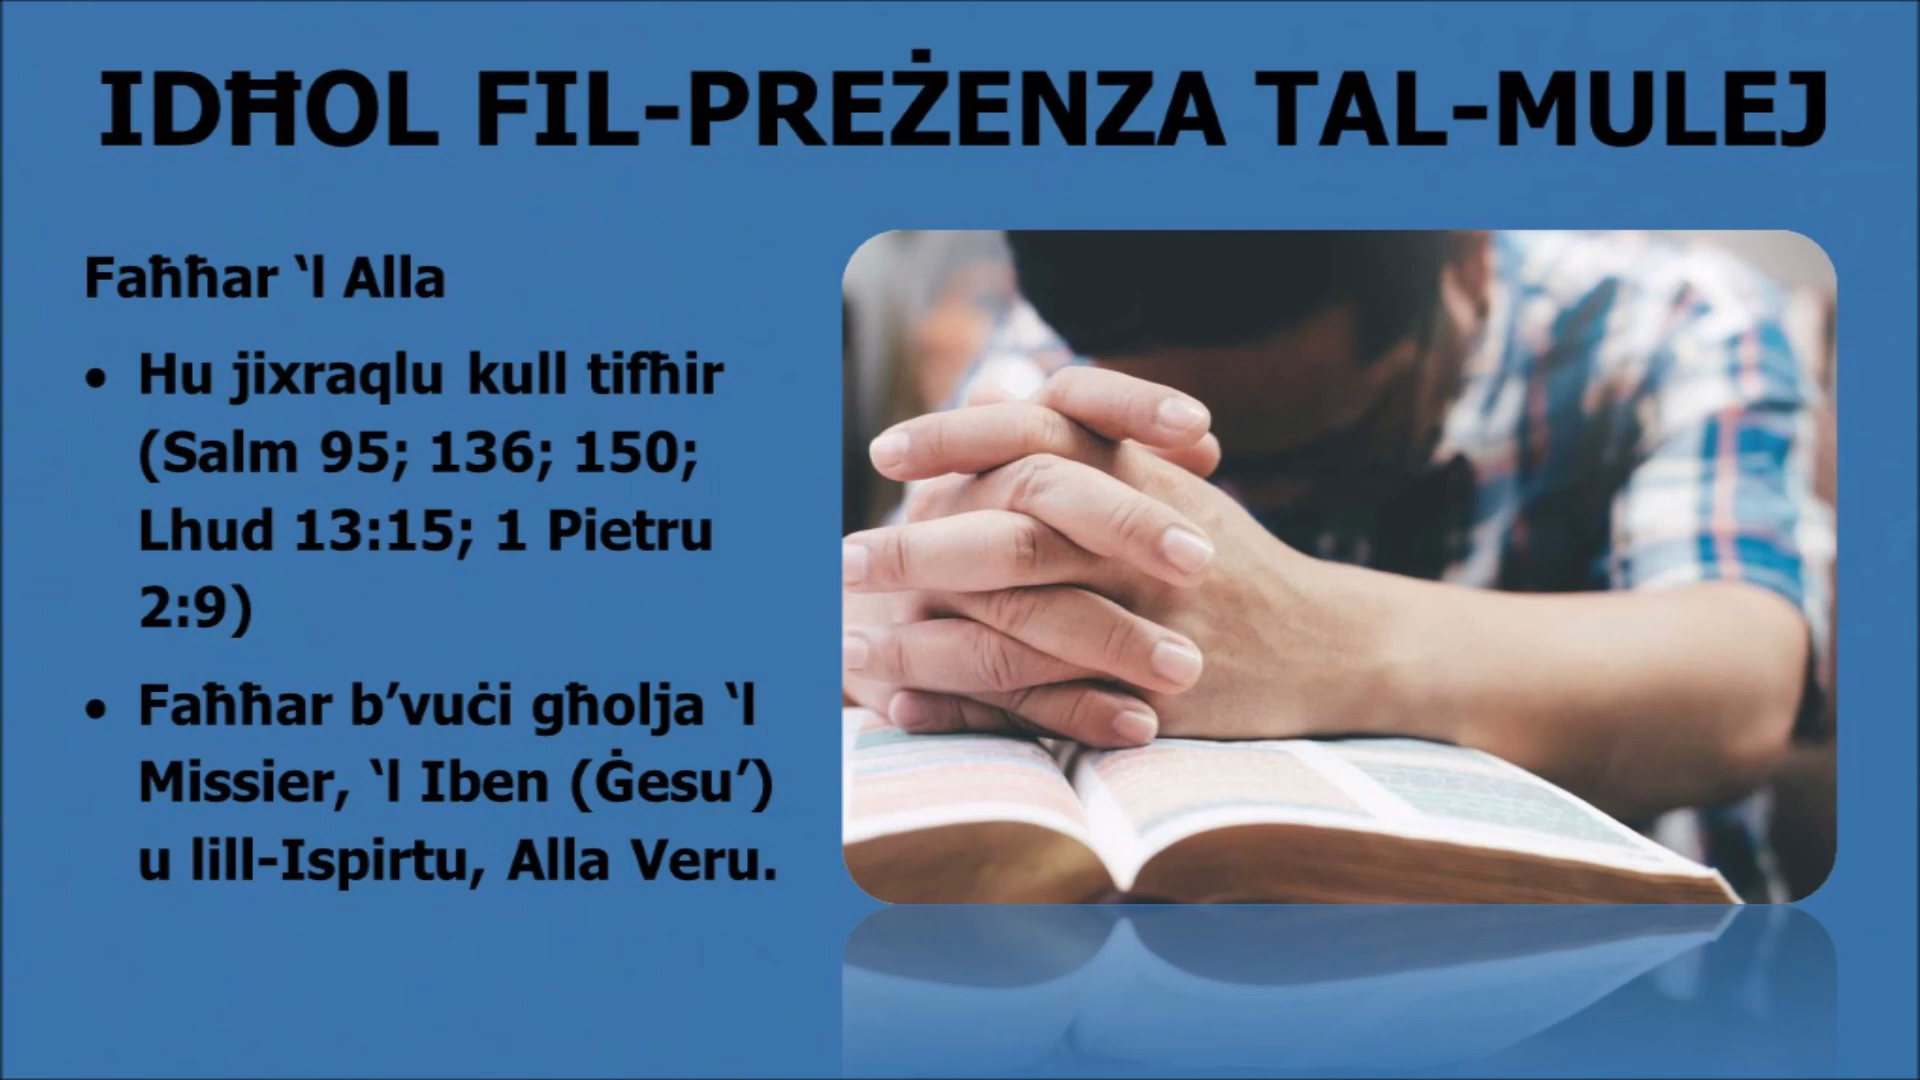 IDĦOL FIL-PREŻENZA TAL-MULEJ
Faħħar ‘l Alla
• Hu jixraqlu kull tifħir
(Salm 95; 136; 150;
Lhud 13:15; 1 Pietru
2:9)
• Faħħar b’vuċi għolja ‘l
Missier, ‘l Iben (Ġesu’)
u lill-Ispirtu, Alla Veru.